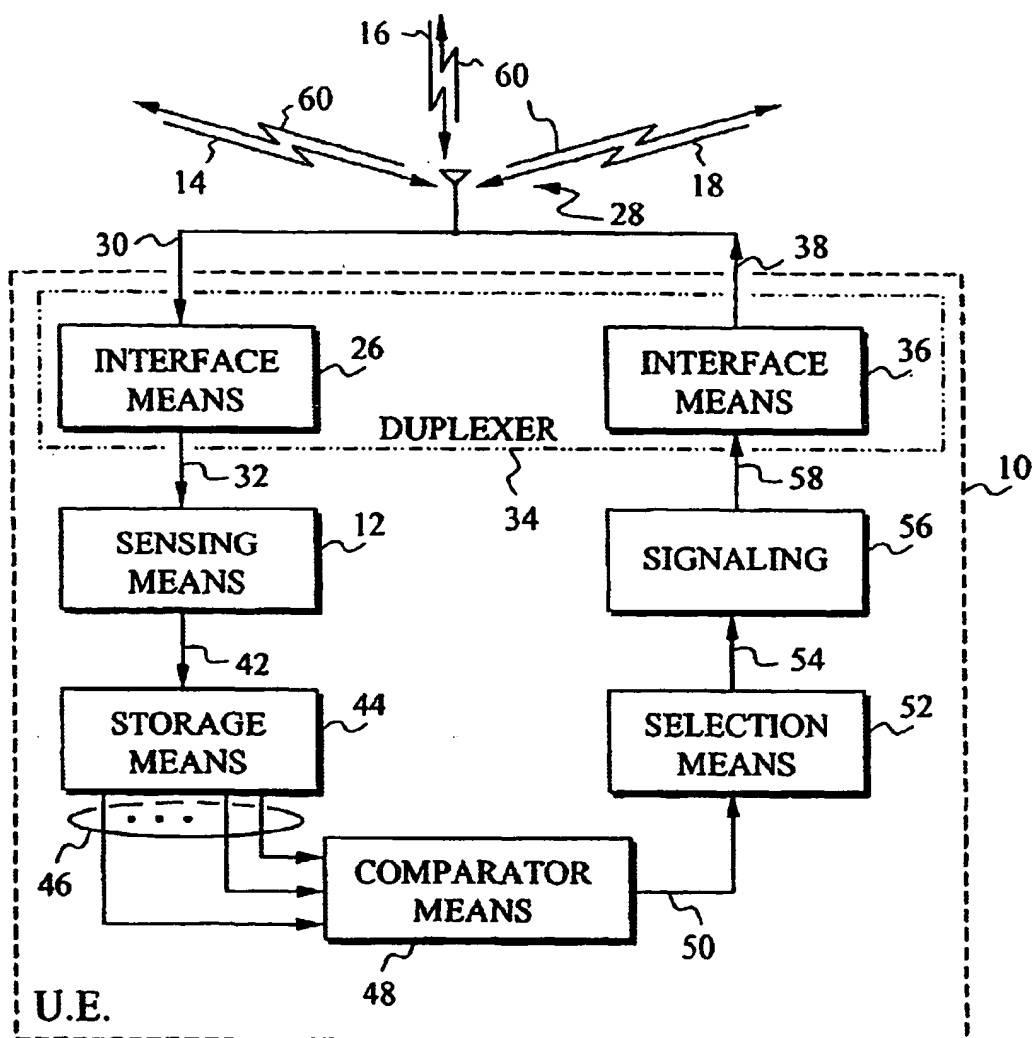 16
60
60
60
14
18
28
30
38
INTERFACE
MEANS
26
INTERFACE
MEANS
36
DUPLEXER
32
34
58
10
SENSING
MEANS
12
SIGNALING
56
42
54
STORAGE
MEANS
44
SELECTION
MEANS
52
46
COMPARATOR
MEANS
48
50
U.E.